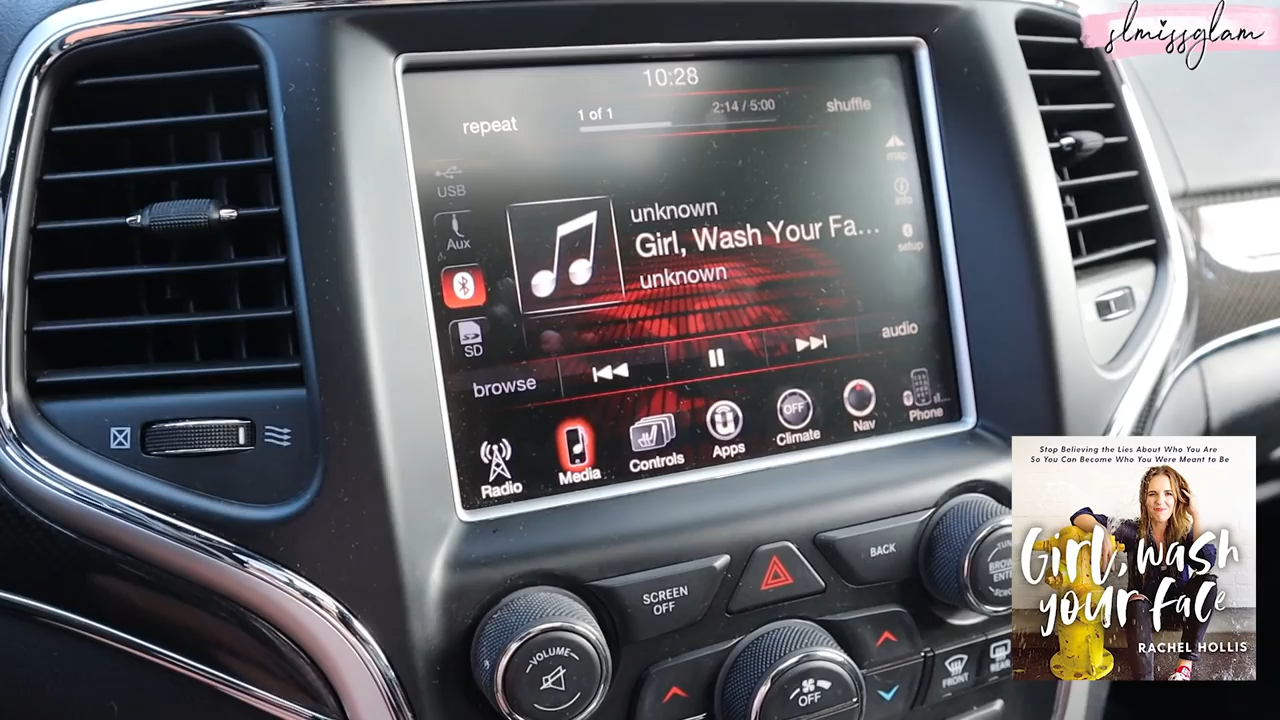 slmissglam
10:28
repeat
1 of 1
2:14 / 5:00
shuffle
USB
map
Aux
info
unknown
Girl, Wash Your Fa...
unknown
setup
SD
browse
audio
Radio
Media
Controls
Apps
OFF
Climate
Nav
Phone
SCREEN
OFF
BACK
VOLUME
OFF
FRONT
REAR
Stop Believing the Lies About Who You Are
So You Can Become Who You Were Meant to Be
Girl, wash
your face
RACHEL HOLLIS